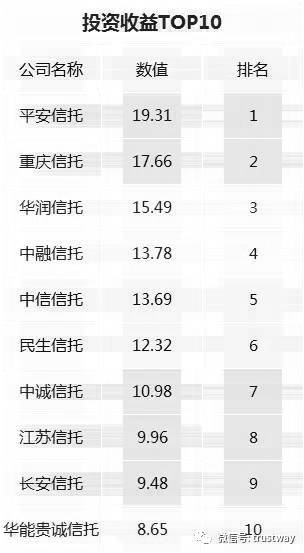 投资收益TOP10
公司名称 数值 排名
平安信托 19.31 1
重庆信托 17.66 2
华润信托 15.49 3
中融信托 13.78 4
中信信托 13.69 5
民生信托 12.32 6
中诚信托 10.98 7
江苏信托 9.96 8
长安信托 9.48 9
华能贵诚信托 8.65 10
微信号: trustway